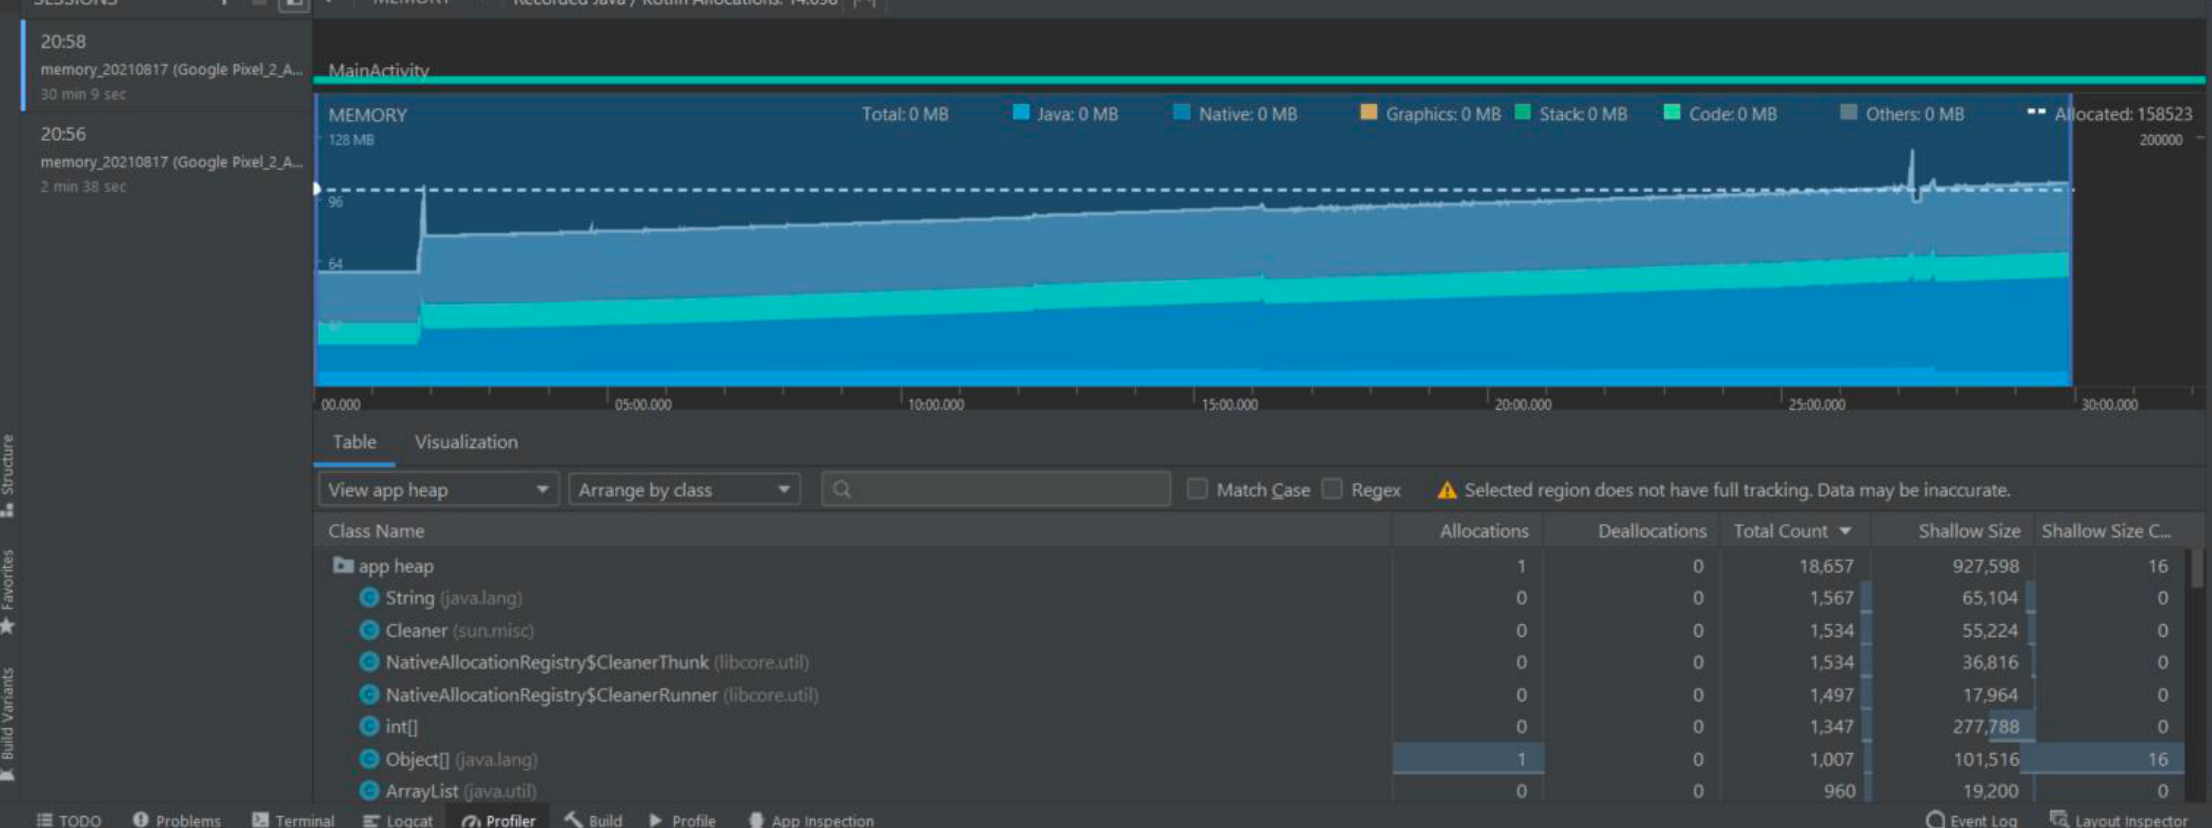 SESSIONS
MEMORY
Recorded Java / Kotlin Allocations: 14.098
20:58
memory_20210817 (Google Pixel_2_A...
30 min 9 sec
20:56
memory_20210817 (Google Pixel_2_A...
2 min 38 sec
MainActivity
MEMORY Total: 0 MB Java: 0 MB Native: 0 MB Graphics: 0 MB Stack: 0 MB Code: 0 MB Others: 0 MB Allocated: 158523
128 MB 200000
96
64
32
00.000 05:00.000 10:00.000 15:00.000 20:00.000 25:00.000 30:00.000
Table Visualization
View app heap Arrange by class Match Case Regex Selected region does not have full tracking. Data may be inaccurate.
Class Name Allocations Deallocations Total Count Shallow Size Shallow Size C...
app heap 1 0 18,657 927,598 16
String (java.lang) 0 0 1,567 65,104 0
Cleaner (sun.misc) 0 0 1,534 55,224 0
NativeAllocationRegistry$CleanerThunk (libcore.util) 0 0 1,534 36,816 0
NativeAllocationRegistry$CleanerRunner (libcore.util) 0 0 1,497 17,964 0
int[] 0 0 1,347 277,788 0
Object[] (java.lang) 1 0 1,007 101,516 16
ArrayList (java.util) 0 0 960 19,200 0
Structure
Favorites
Build Variants
TODO Problems Terminal Logcat Profiler Build Profile App Inspection Event Log Layout Inspector